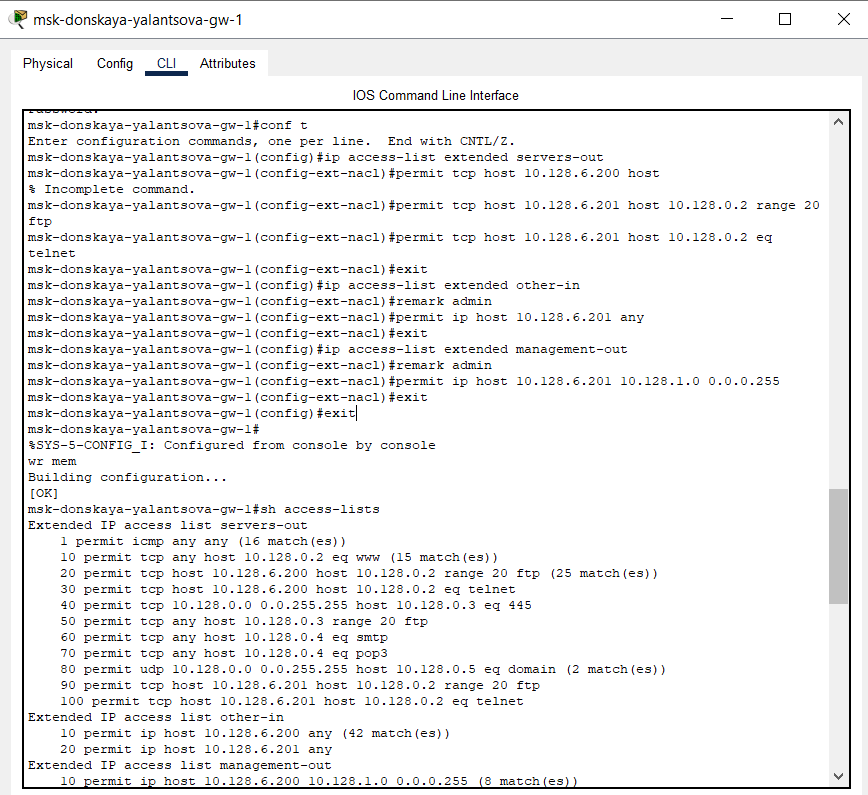 msk-donskaya-yalantsova-gw-1
Physical Config CLI Attributes
IOS Command Line Interface
msk-donskaya-yalantsova-gw-1#conf t
Enter configuration commands, one per line.  End with CNTL/Z.
msk-donskaya-yalantsova-gw-1(config)#ip access-list extended servers-out
msk-donskaya-yalantsova-gw-1(config-ext-nacl)#permit tcp host 10.128.6.200 host
% Incomplete command.
msk-donskaya-yalantsova-gw-1(config-ext-nacl)#permit tcp host 10.128.6.201 host 10.128.0.2 range 20
ftp
msk-donskaya-yalantsova-gw-1(config-ext-nacl)#permit tcp host 10.128.6.201 host 10.128.0.2 eq
telnet
msk-donskaya-yalantsova-gw-1(config-ext-nacl)#exit
msk-donskaya-yalantsova-gw-1(config)#ip access-list extended other-in
msk-donskaya-yalantsova-gw-1(config-ext-nacl)#remark admin
msk-donskaya-yalantsova-gw-1(config-ext-nacl)#permit ip host 10.128.6.201 any
msk-donskaya-yalantsova-gw-1(config-ext-nacl)#exit
msk-donskaya-yalantsova-gw-1(config)#ip access-list extended management-out
msk-donskaya-yalantsova-gw-1(config-ext-nacl)#remark admin
msk-donskaya-yalantsova-gw-1(config-ext-nacl)#permit ip host 10.128.6.201 10.128.1.0 0.0.0.255
msk-donskaya-yalantsova-gw-1(config-ext-nacl)#exit
msk-donskaya-yalantsova-gw-1(config)#exit
msk-donskaya-yalantsova-gw-1#
%SYS-5-CONFIG_I: Configured from console by console
wr mem
Building configuration...
[OK]
msk-donskaya-yalantsova-gw-1#sh access-lists
Extended IP access list servers-out
    1 permit icmp any any (16 match(es))
    10 permit tcp any host 10.128.0.2 eq www (15 match(es))
    20 permit tcp host 10.128.6.200 host 10.128.0.2 range 20 ftp (25 match(es))
    30 permit tcp host 10.128.6.200 host 10.128.0.2 eq telnet
    40 permit tcp 10.128.0.0 0.0.255.255 host 10.128.0.3 eq 445
    50 permit tcp any host 10.128.0.3 range 20 ftp
    60 permit tcp any host 10.128.0.4 eq smtp
    70 permit tcp any host 10.128.0.4 eq pop3
    80 permit udp 10.128.0.0 0.0.255.255 host 10.128.0.5 eq domain (2 match(es))
    90 permit tcp host 10.128.6.201 host 10.128.0.2 range 20 ftp
    100 permit tcp host 10.128.6.201 host 10.128.0.2 eq telnet
Extended IP access list other-in
    10 permit ip host 10.128.6.200 any (42 match(es))
    20 permit ip host 10.128.6.201 any
Extended IP access list management-out
    10 permit ip host 10.128.6.200 10.128.1.0 0.0.0.255 (8 match(es))